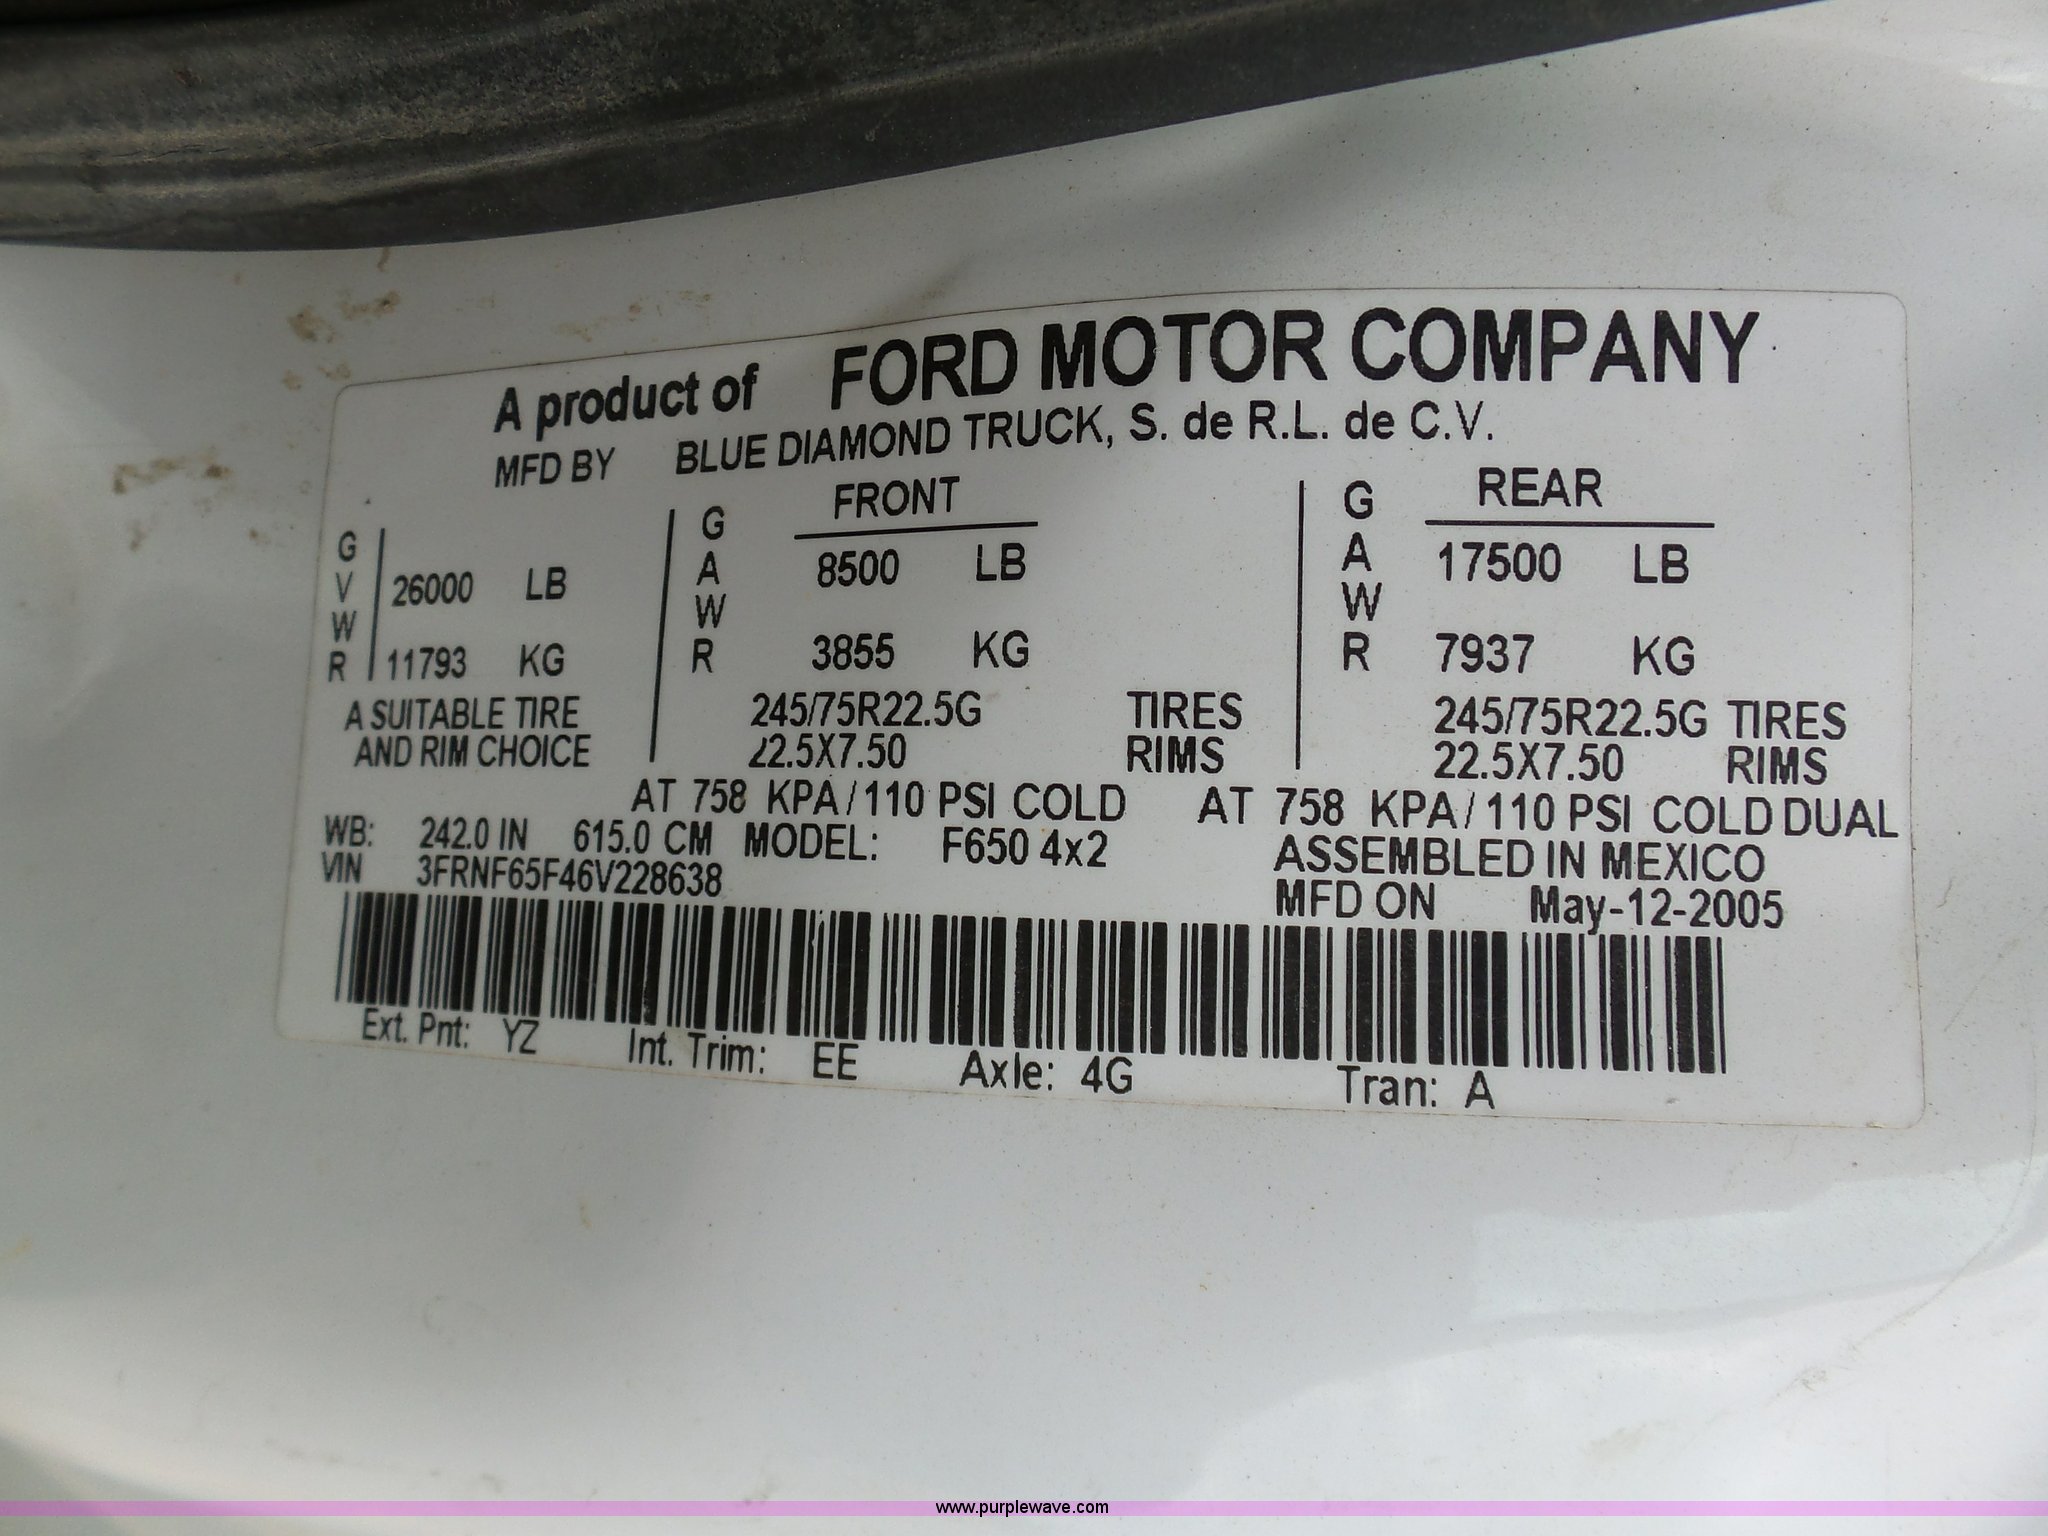 A product of FORD MOTOR COMPANY
MFD BY BLUE DIAMOND TRUCK, S. de R.L. de C.V.
FRONT REAR
GVWR 26000 LB GAWR 8500 LB GAWR 17500 LB
11793 KG 3855 KG 7937 KG
A SUITABLE TIRE 245/75R22.5G TIRES 245/75R22.5G TIRES
AND RIM CHOICE 22.5X7.50 RIMS 22.5X7.50 RIMS
AT 758 KPA/110 PSI COLD AT 758 KPA/110 PSI COLD DUAL
WB: 242.0 IN 615.0 CM MODEL: F650 4x2 ASSEMBLED IN MEXICO
VIN 3FRNF65F46V228638 MFD ON May-12-2005
Ext. Pnt: YZ Int. Trim: EE Axle: 4G Tran: A
www.purplewave.com